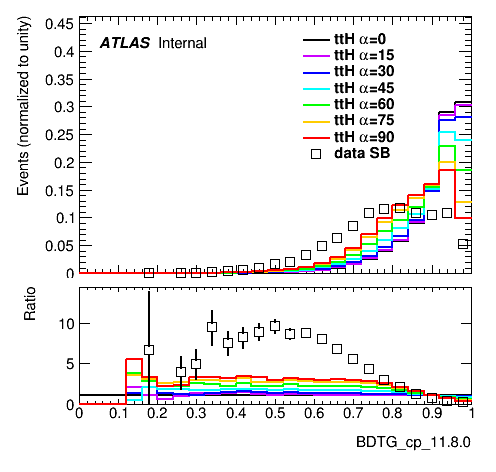 ATLAS Internal
ttH α=0
ttH α=15
ttH α=30
ttH α=45
ttH α=60
ttH α=75
ttH α=90
data SB
Events (normalized to unity)
0.45
0.4
0.35
0.3
0.25
0.2
0.15
0.1
0.05
0
Ratio
10
5
0
0 0.1 0.2 0.3 0.4 0.5 0.6 0.7 0.8 0.9 1
BDTG_cp_11.8.0